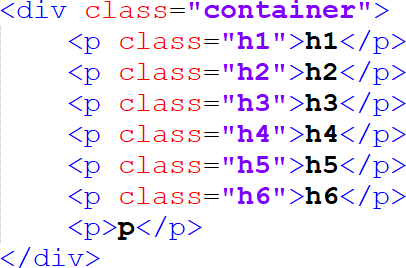 <div class="container">
    <p class="h1">h1</p>
    <p class="h2">h2</p>
    <p class="h3">h3</p>
    <p class="h4">h4</p>
    <p class="h5">h5</p>
    <p class="h6">h6</p>
    <p>p</p>
</div>